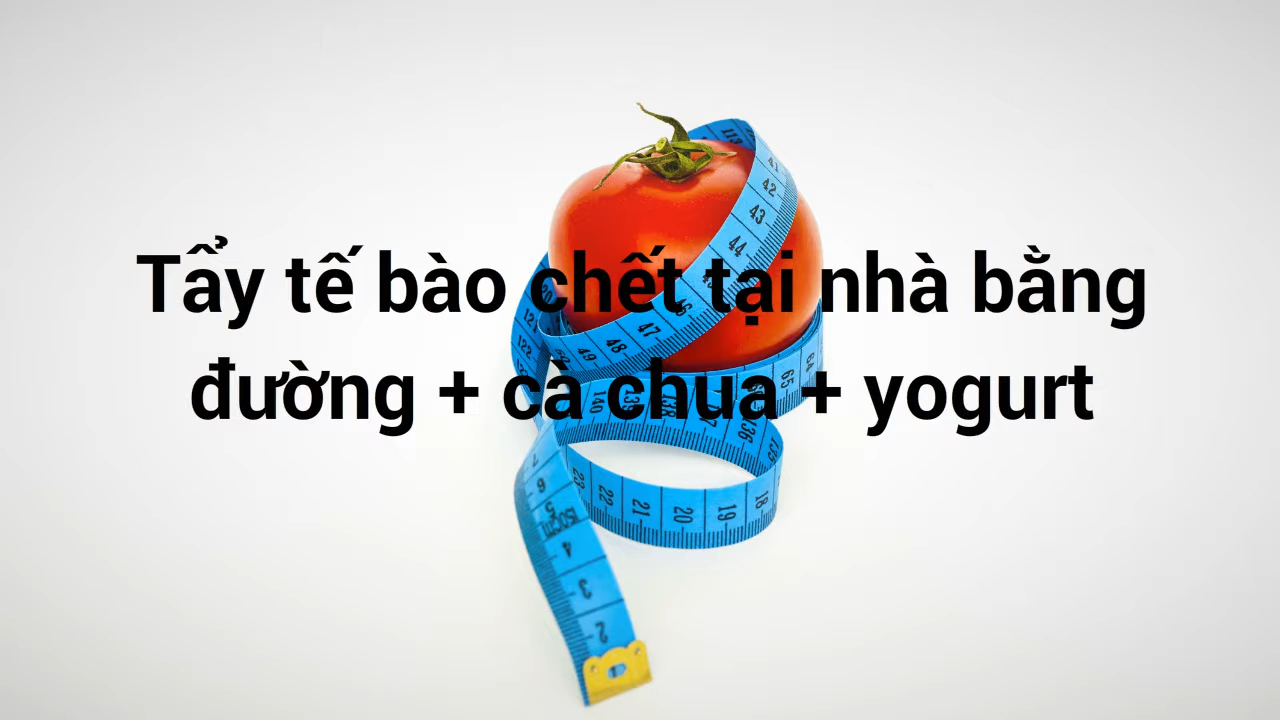 Tẩy tế bào chết tại nhà bằng
đường + cà chua + yogurt